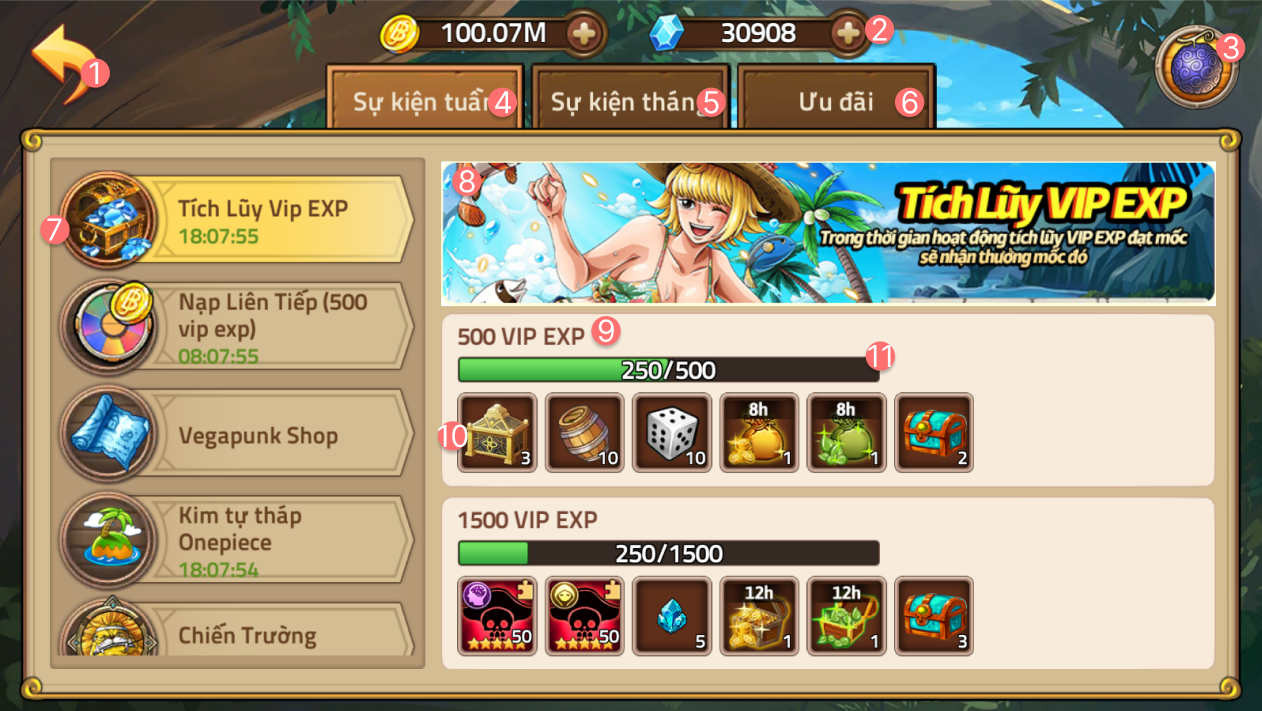 100.07M
30908
2
3
1
Sự kiện tuần
4
Sự kiện tháng
5
Ưu đãi
6
7
Tích Lũy Vip EXP
18:07:55
Nạp Liên Tiếp (500
vip exp)
08:07:55
Vegapunk Shop
Kim tự tháp
Onepiece
18:07:54
Chiến Trường
8
Tích Lũy VIP EXP
Trong thời gian hoạt động tích lũy VIP EXP đạt mốc
sẽ nhận thưởng mốc đó
500 VIP EXP
9
250/500
11
10
3
10
10
8h
1
8h
1
2
1500 VIP EXP
250/1500
50
50
5
12h
1
12h
1
3